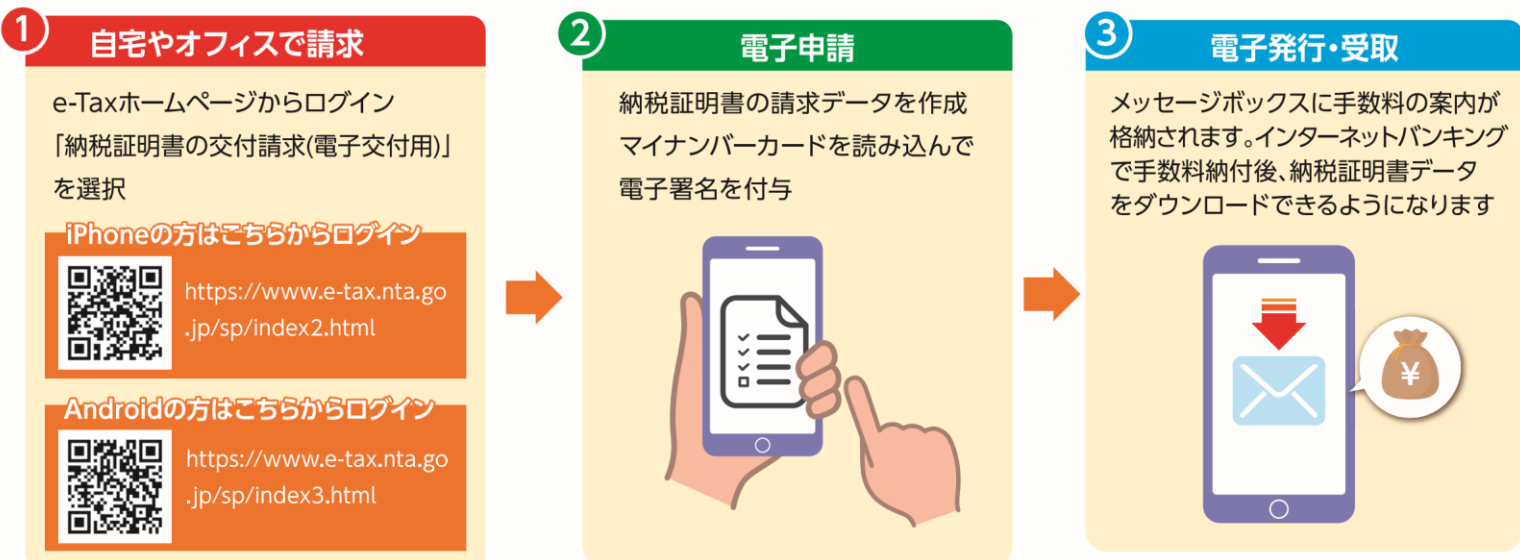 1
自宅やオフィスで請求
e-Taxホームページからログイン
「納税証明書の交付請求(電子交付用)」
を選択
iPhoneの方はこちらからログイン
https://www.e-tax.nta.go
.jp/sp/index2.html
Androidの方はこちらからログイン
https://www.e-tax.nta.go
.jp/sp/index3.html
2
電子申請
納税証明書の請求データを作成
マイナンバーカードを読み込んで
電子署名を付与
3
電子発行・受取
メッセージボックスに手数料の案内が
格納されます。インターネットバンキング
で手数料納付後、納税証明書データ
をダウンロードできるようになります
¥